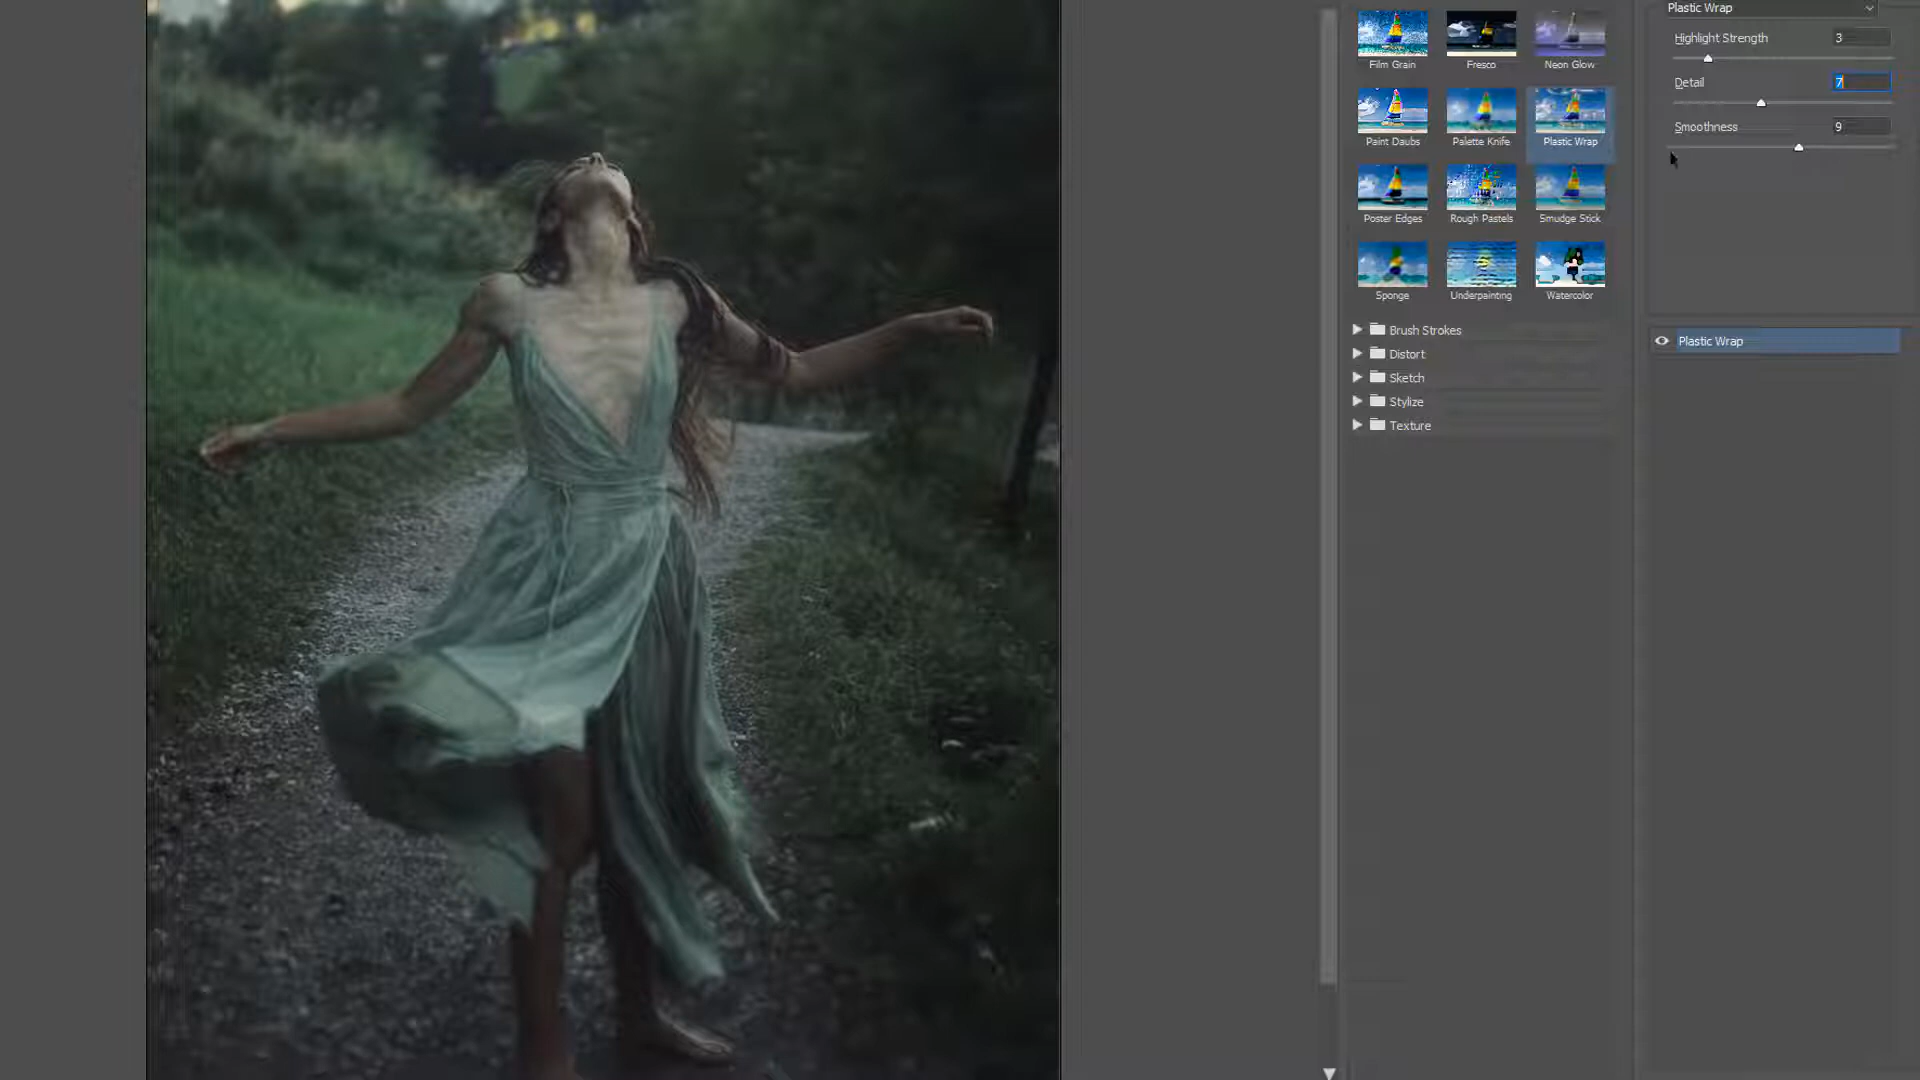 Plastic Wrap
Highlight Strength 3
Film Grain Fresco Neon Glow
Detail 7
Smoothness 9
Paint Daubs Palette Knife Plastic Wrap
Poster Edges Rough Pastels Smudge Stick
Sponge Underpainting Watercolor
Brush Strokes
Plastic Wrap
Distort
Sketch
Stylize
Texture